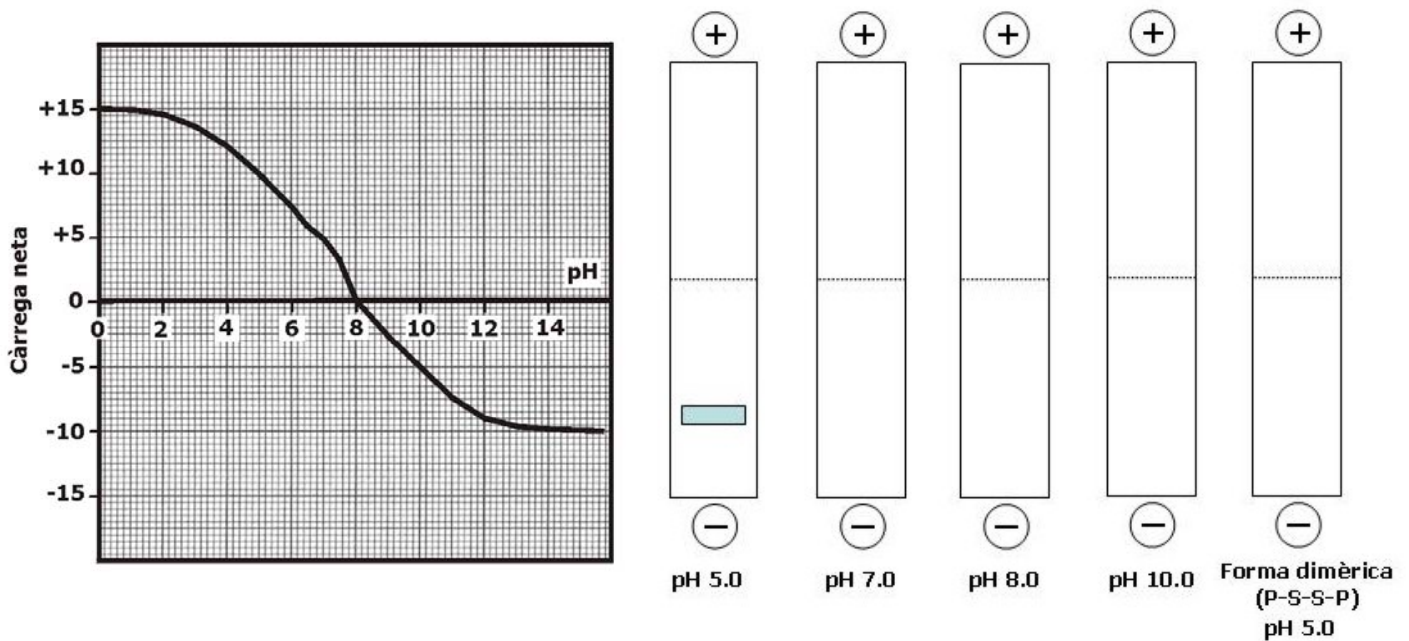 Càrrega neta
+15
+10
+5
0
-5
-10
-15
pH
0 2 4 6 8 10 12 14
+ + + + +
− − − − −
pH 5.0
pH 7.0
pH 8.0
pH 10.0
Forma dimèrica
(P-S-S-P)
pH 5.0